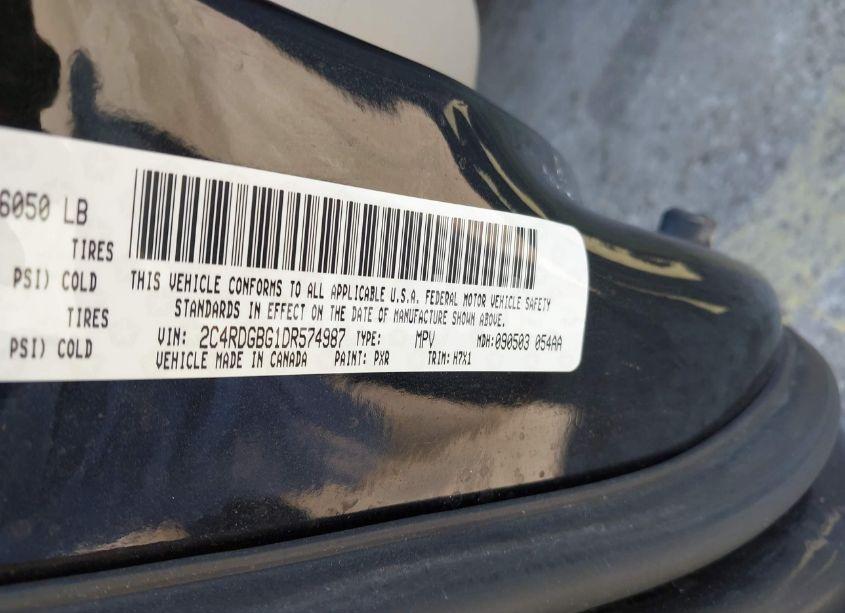 6050 LB
TIRES
PSI) COLD
TIRES
PSI) COLD
THIS VEHICLE CONFORMS TO ALL APPLICABLE U.S.A. FEDERAL MOTOR VEHICLE SAFETY
STANDARDS IN EFFECT ON THE DATE OF MANUFACTURE SHOWN ABOVE.
VIN: 2C4RDGBG1DR574987 TYPE: MPV MDH:090503 054AA
VEHICLE MADE IN CANADA PAINT: PXR TRIM: H7X1